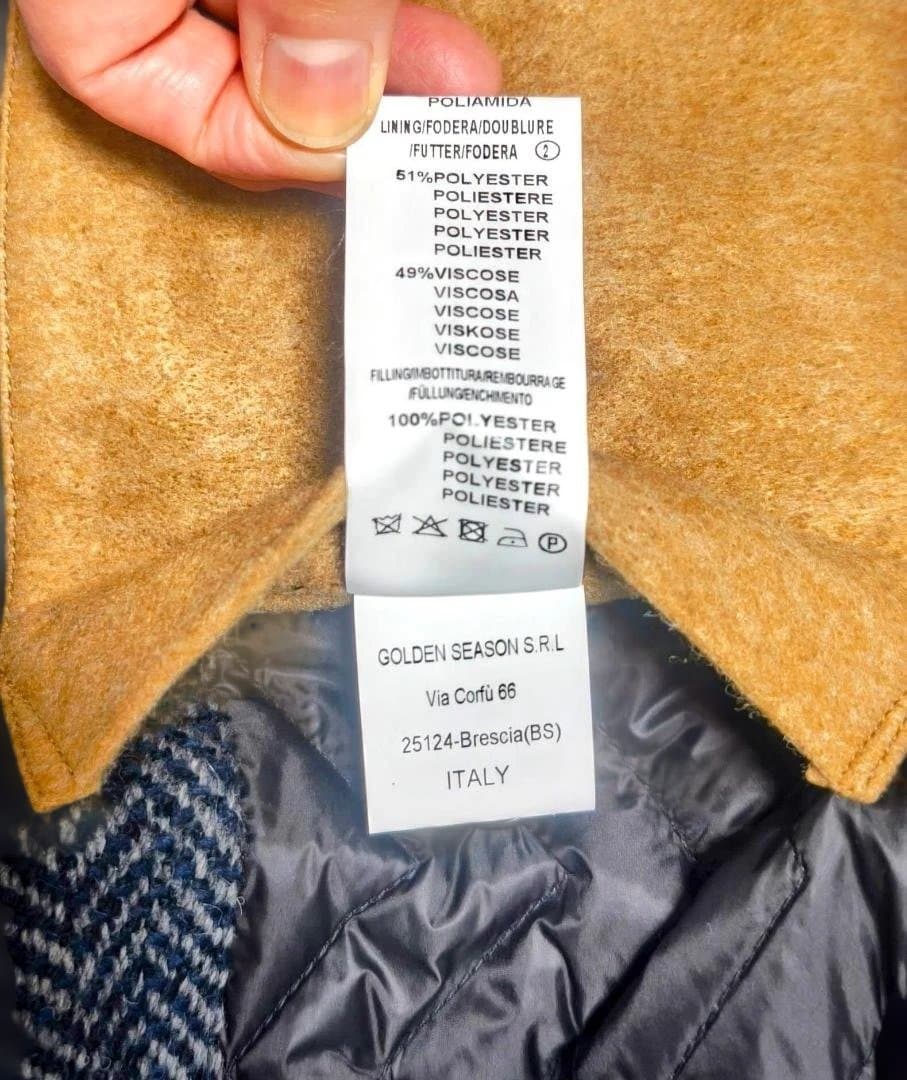 POLIAMIDA
LINING/FODERA/DOUBLURE
/FUTTER/FODERA 2
51%POLYESTER
POLIESTERE
POLYESTER
POLYESTER
POLIESTER
49%VISCOSE
VISCOSA
VISCOSE
VISKOSE
VISCOSE
FILLING/IMBOTTITURA/REMBOURRAGE
/FÜLLUNG/ENCHIMENTO
100%POLYESTER
POLIESTERE
POLYESTER
POLYESTER
POLIESTER
P
GOLDEN SEASON S.R.L
Via Corfù 66
25124-Brescia(BS)
ITALY